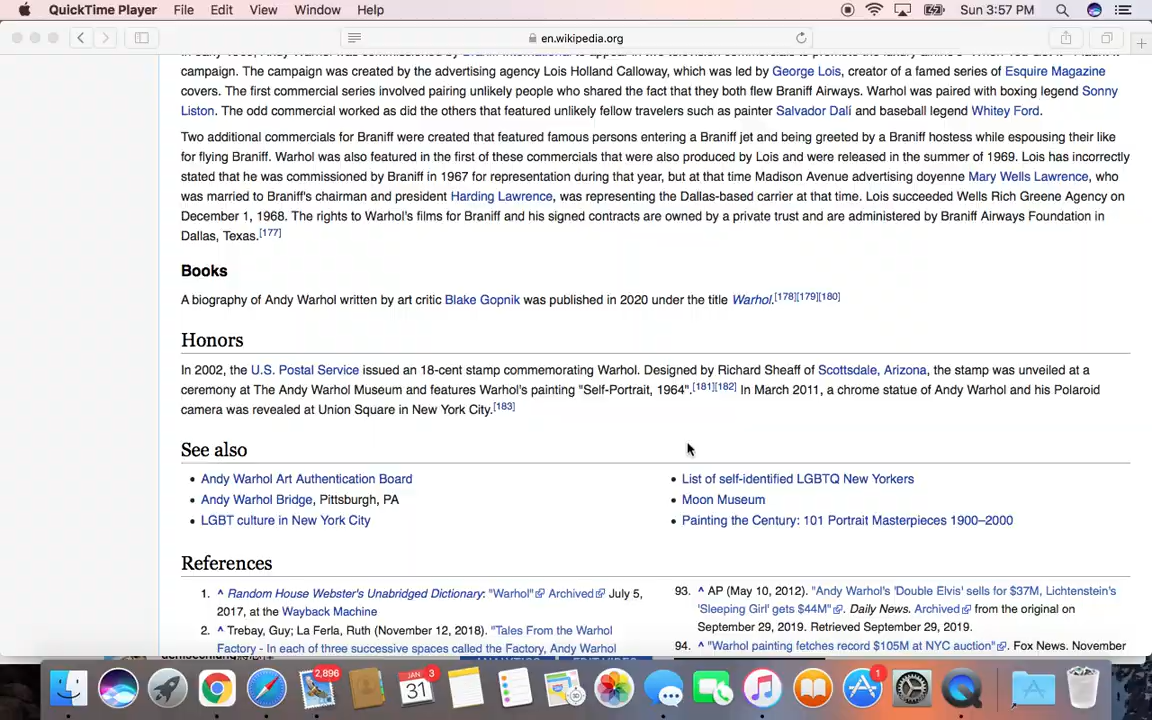 QuickTime Player File Edit View Window Help Sun 3:57 PM
en.wikipedia.org
campaign. The campaign was created by the advertising agency Lois Holland Calloway, which was led by George Lois, creator of a famed series of Esquire Magazine
covers. The first commercial series involved pairing unlikely people who shared the fact that they both flew Braniff Airways. Warhol was paired with boxing legend Sonny
Liston. The odd commercial worked as did the others that featured unlikely fellow travelers such as painter Salvador Dalí and baseball legend Whitey Ford.
Two additional commercials for Braniff were created that featured famous persons entering a Braniff jet and being greeted by a Braniff hostess while espousing their like
for flying Braniff. Warhol was also featured in the first of these commercials that were also produced by Lois and were released in the summer of 1969. Lois has incorrectly
stated that he was commissioned by Braniff in 1967 for representation during that year, but at that time Madison Avenue advertising doyenne Mary Wells Lawrence, who
was married to Braniff's chairman and president Harding Lawrence, was representing the Dallas-based carrier at that time. Lois succeeded Wells Rich Greene Agency on
December 1, 1968. The rights to Warhol's films for Braniff and his signed contracts are owned by a private trust and are administered by Braniff Airways Foundation in
Dallas, Texas.[177]
Books
A biography of Andy Warhol written by art critic Blake Gopnik was published in 2020 under the title Warhol.[178][179][180]
Honors
In 2002, the U.S. Postal Service issued an 18-cent stamp commemorating Warhol. Designed by Richard Sheaff of Scottsdale, Arizona, the stamp was unveiled at a
ceremony at The Andy Warhol Museum and features Warhol's painting "Self-Portrait, 1964".[181][182] In March 2011, a chrome statue of Andy Warhol and his Polaroid
camera was revealed at Union Square in New York City.[183]
See also
• Andy Warhol Art Authentication Board
• Andy Warhol Bridge, Pittsburgh, PA
• LGBT culture in New York City
• List of self-identified LGBTQ New Yorkers
• Moon Museum
• Painting the Century: 101 Portrait Masterpieces 1900–2000
References
1. ^ Random House Webster's Unabridged Dictionary: "Warhol" Archived July 5,
2017, at the Wayback Machine
2. ^ Trebay, Guy; La Ferla, Ruth (November 12, 2018). "Tales From the Warhol
Factory - In each of three successive spaces called the Factory, Andy Warhol
93. ^ AP (May 10, 2012). "Andy Warhol's 'Double Elvis' sells for $37M, Lichtenstein's
'Sleeping Girl' gets $44M". Daily News. Archived from the original on
September 29, 2019. Retrieved September 29, 2019.
94. ^ "Warhol painting fetches record $105M at NYC auction". Fox News. November
2,896
JAN 3
31
1